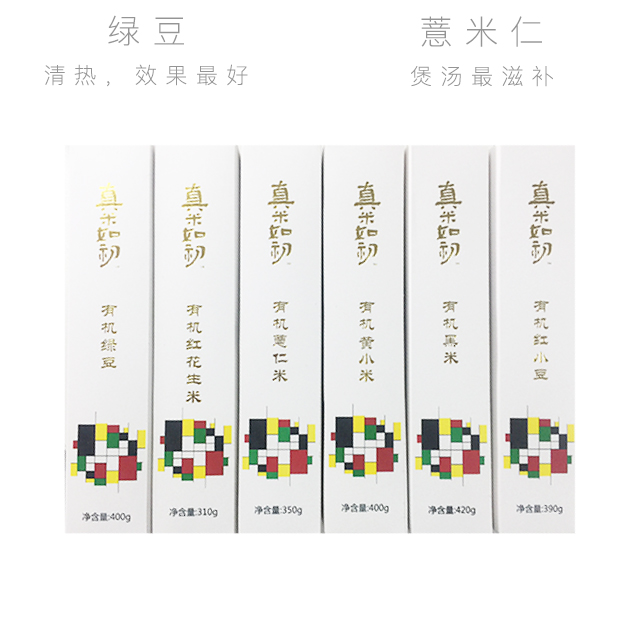 绿豆
薏米仁
清热，效果最好
煲汤最滋补
真米如初
有机绿豆
净含量:400g
真米如初
有机红花生米
净含量:310g
真米如初
有机薏仁米
净含量:350g
真米如初
有机黄小米
净含量:400g
真米如初
有机黑米
净含量:420g
真米如初
有机红小豆
净含量:390g